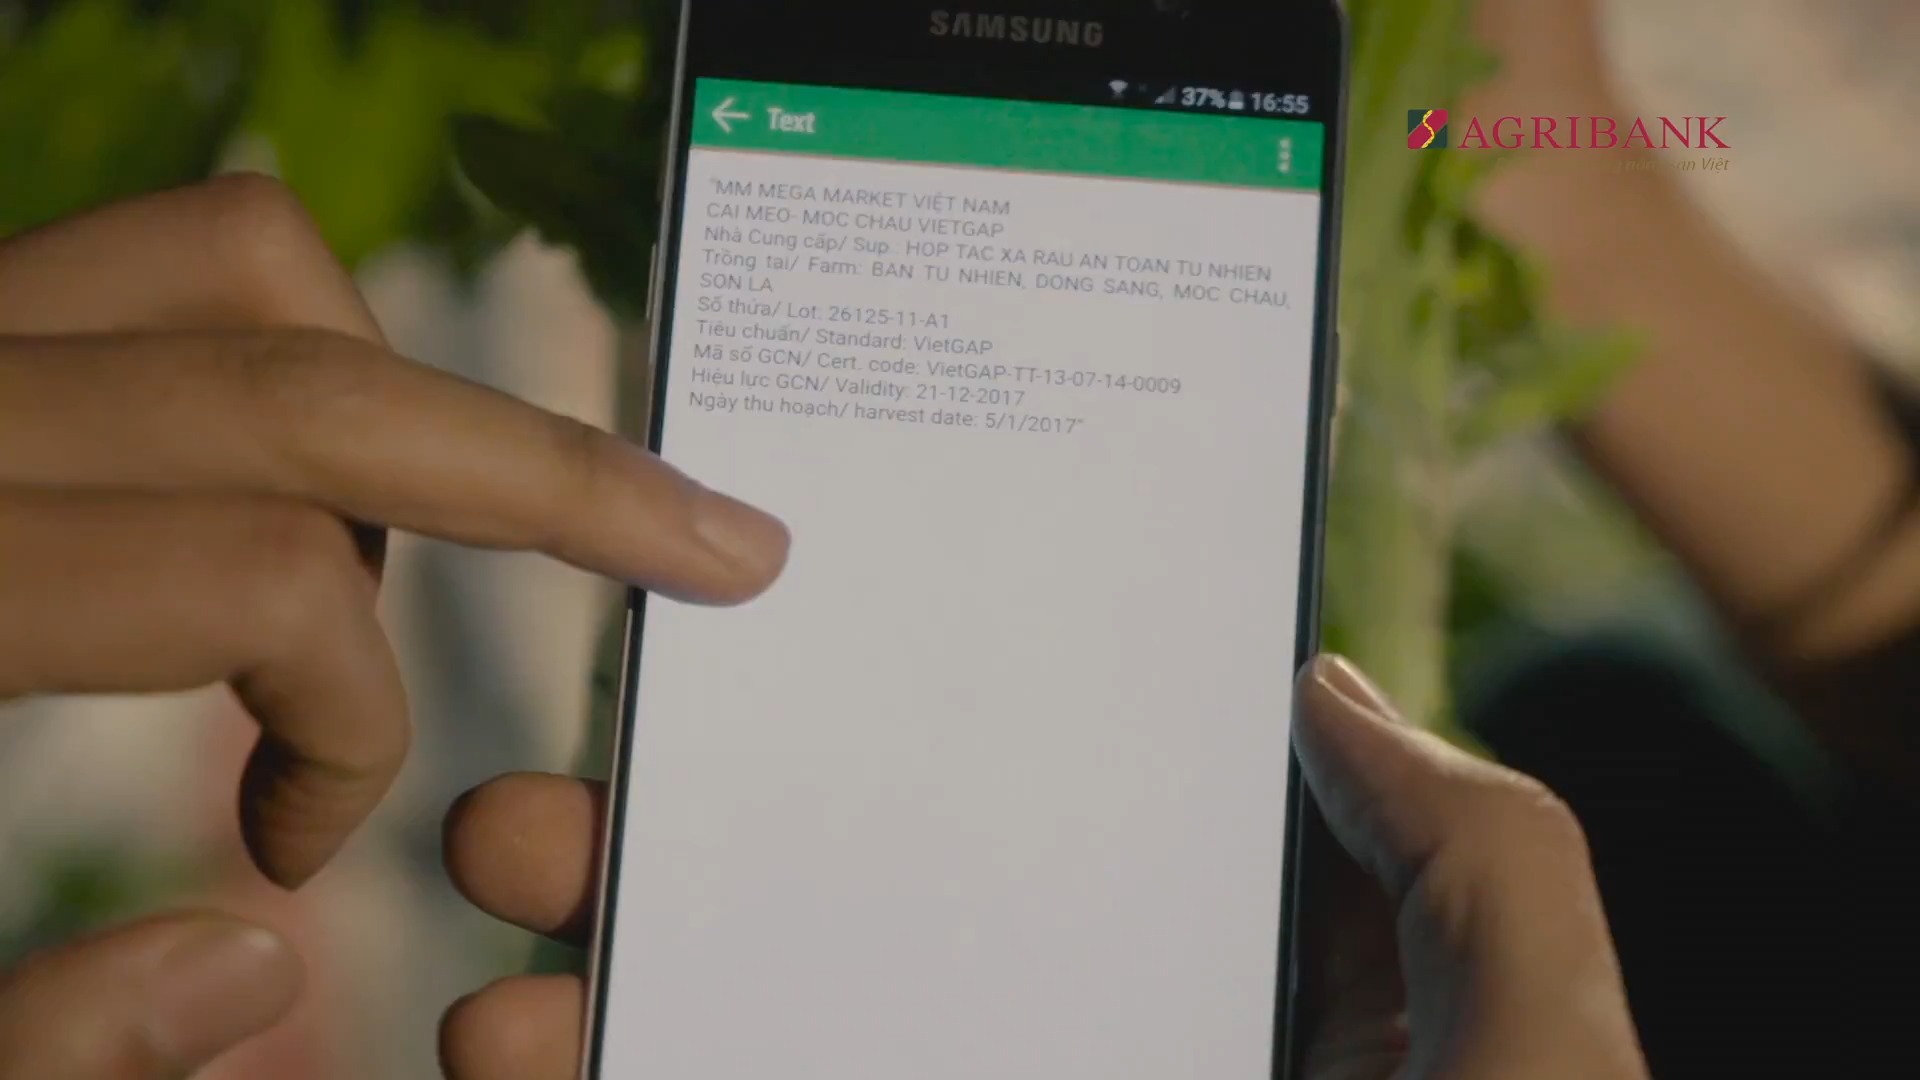 SAMSUNG
37% 16:55
Text
AGRIBANK
"MM MEGA MARKET VIỆT NAM
CAI MEO- MOC CHAU VIETGAP
Nhà Cung cấp/ Sup.: HOP TAC XA RAU AN TOAN TU NHIEN
Trồng tại/ Farm: BAN TU NHIEN, DONG SANG, MOC CHAU,
SON LA
Số thửa/ Lot: 26125-11-A1
Tiêu chuẩn/ Standard: VietGAP
Mã số GCN/ Cert. code: VietGAP-TT-13-07-14-0009
Hiệu lực GCN/ Validity: 21-12-2017
Ngày thu hoạch/ harvest date: 5/1/2017"
Việt